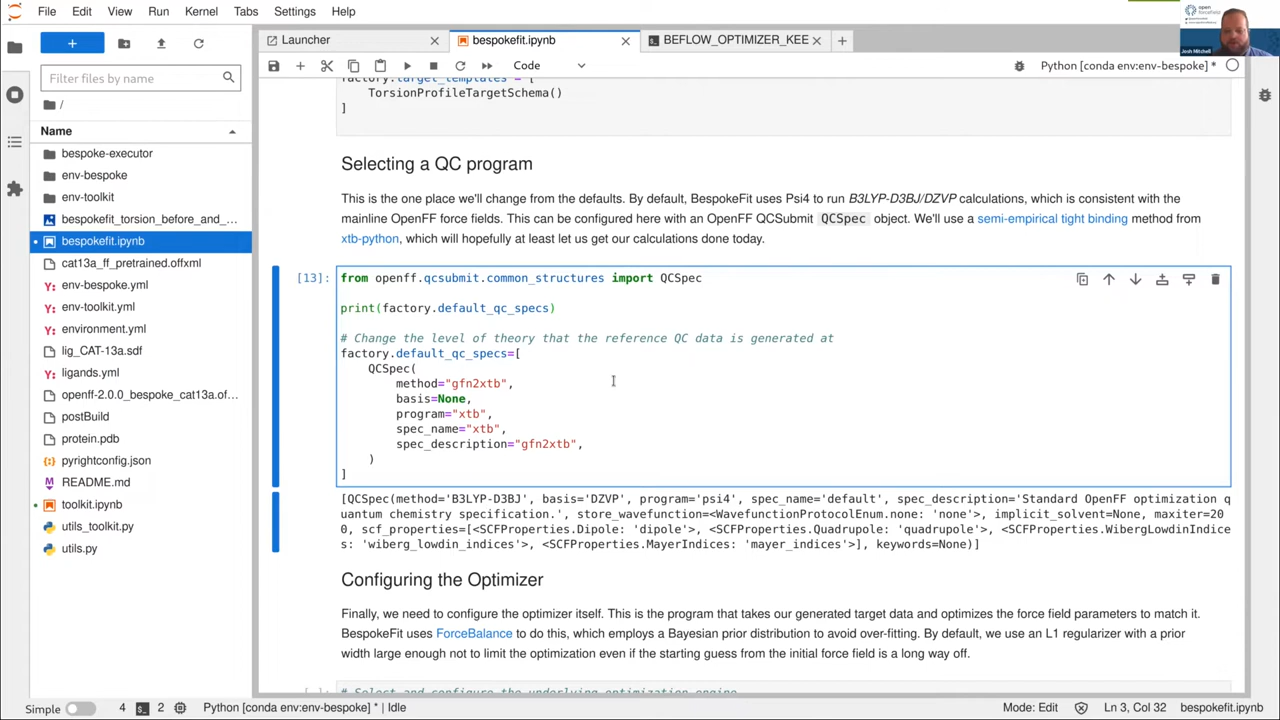 File Edit View Run Kernel Tabs Settings Help
open
forcefield
Josh Mitchell
Launcher
bespokefit.ipynb
BEFLOW_OPTIMIZER_KEE
Filter files by name
/
Name
bespoke-executor
env-bespoke
env-toolkit
bespokefit_torsion_before_and_...
bespokefit.ipynb
cat13a_ff_pretrained.offxml
env-bespoke.yml
env-toolkit.yml
environment.yml
lig_CAT-13a.sdf
ligands.yml
openff-2.0.0_bespoke_cat13a.of...
postBuild
protein.pdb
pyrightconfig.json
README.md
toolkit.ipynb
utils_toolkit.py
utils.py
Code
Python [conda env:env-bespoke] *
factory.target_templates = [
TorsionProfileTargetSchema()
]
Selecting a QC program
This is the one place we'll change from the defaults. By default, BespokeFit uses Psi4 to run B3LYP-D3BJ/DZVP calculations, which is consistent with the
mainline OpenFF force fields. This can be configured here with an OpenFF QCSubmit QCSpec object. We'll use a semi-empirical tight binding method from
xtb-python, which will hopefully at least let us get our calculations done today.
[13]:
from openff.qcsubmit.common_structures import QCSpec
print(factory.default_qc_specs)
# Change the level of theory that the reference QC data is generated at
factory.default_qc_specs=[
QCSpec(
method="gfn2xtb",
basis=None,
program="xtb",
spec_name="xtb",
spec_description="gfn2xtb",
)
]
[QCSpec(method='B3LYP-D3BJ', basis='DZVP', program='psi4', spec_name='default', spec_description='Standard OpenFF optimization q
uantum chemistry specification.', store_wavefunction=<WavefunctionProtocolEnum.none: 'none'>, implicit_solvent=None, maxiter=20
0, scf_properties=[<SCFProperties.Dipole: 'dipole'>, <SCFProperties.Quadrupole: 'quadrupole'>, <SCFProperties.WibergLowdinIndice
s: 'wiberg_lowdin_indices'>, <SCFProperties.MayerIndices: 'mayer_indices'>], keywords=None)]
Configuring the Optimizer
Finally, we need to configure the optimizer itself. This is the program that takes our generated target data and optimizes the force field parameters to match it.
BespokeFit uses ForceBalance to do this, which employs a Bayesian prior distribution to avoid over-fitting. By default, we use an L1 regularizer with a prior
width large enough not to limit the optimization even if the starting guess from the initial force field is a long way off.
[ ]:
# Select and configure the underlying optimization engine
Simple 4 2 Python [conda env:env-bespoke] * | Idle Mode: Edit Ln 3, Col 32 bespokefit.ipynb